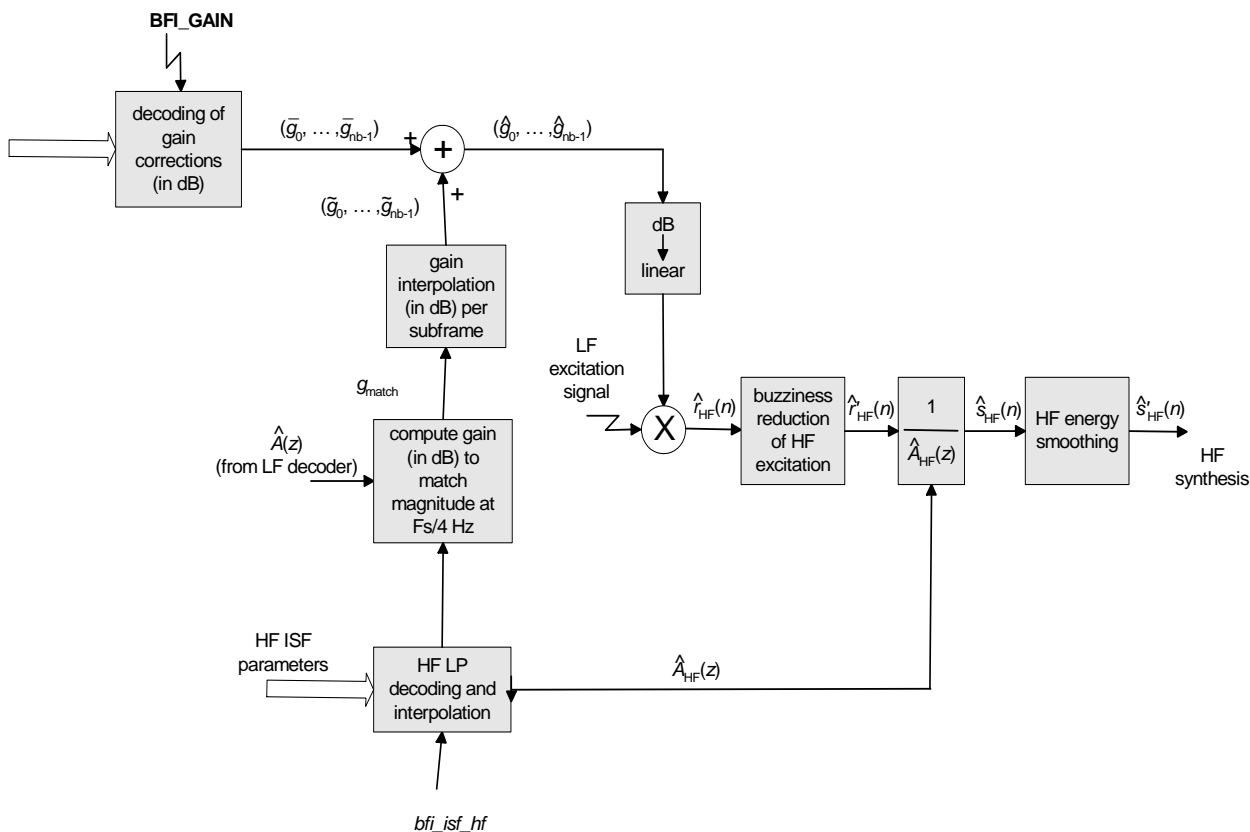 BFI_GAIN
decoding of
gain
corrections
(in dB)
(g̅0, … ,g̅nb-1)
+
+
(ĝ0, … ,ĝnb-1)
+
(g̃0, … ,g̃nb-1)
dB
linear
gain
interpolation
(in dB) per
subframe
LF
excitation
signal
gmatch
X
r̂HF(n)
buzziness
reduction
of HF
excitation
r̂'HF(n)
1
ÂHF(z)
ŝHF(n)
HF energy
smoothing
ŝ'HF(n)
HF
synthesis
Â(z)
(from LF decoder)
compute gain
(in dB) to
match
magnitude at
Fs/4 Hz
HF ISF
parameters
HF LP
decoding and
interpolation
ÂHF(z)
bfi_isf_hf